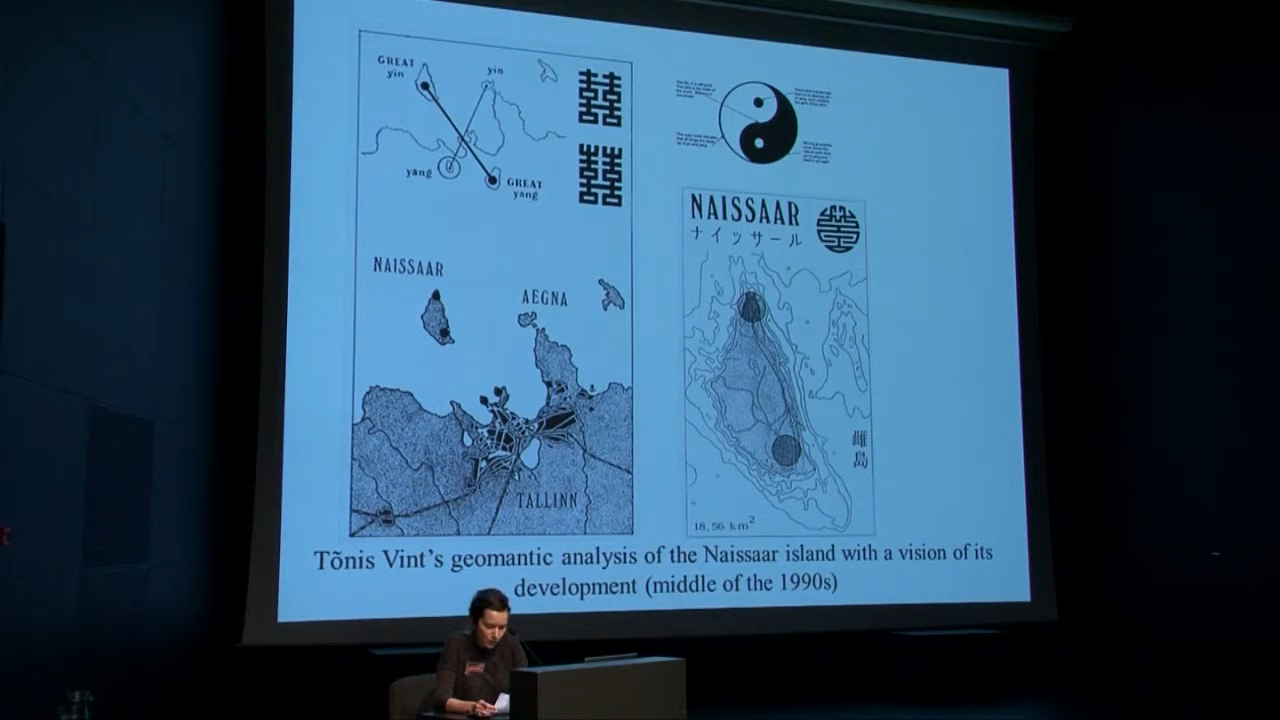 GREAT
yin
yin
yang
GREAT
yang
囍
囍
NAISSAAR
AEGNA
TALLINN
NAISSAAR
ナイッサール
雌島
18.56 km²
Tõnis Vint's geomantic analysis of the Naissaar island with a vision of its
development (middle of the 1990s)